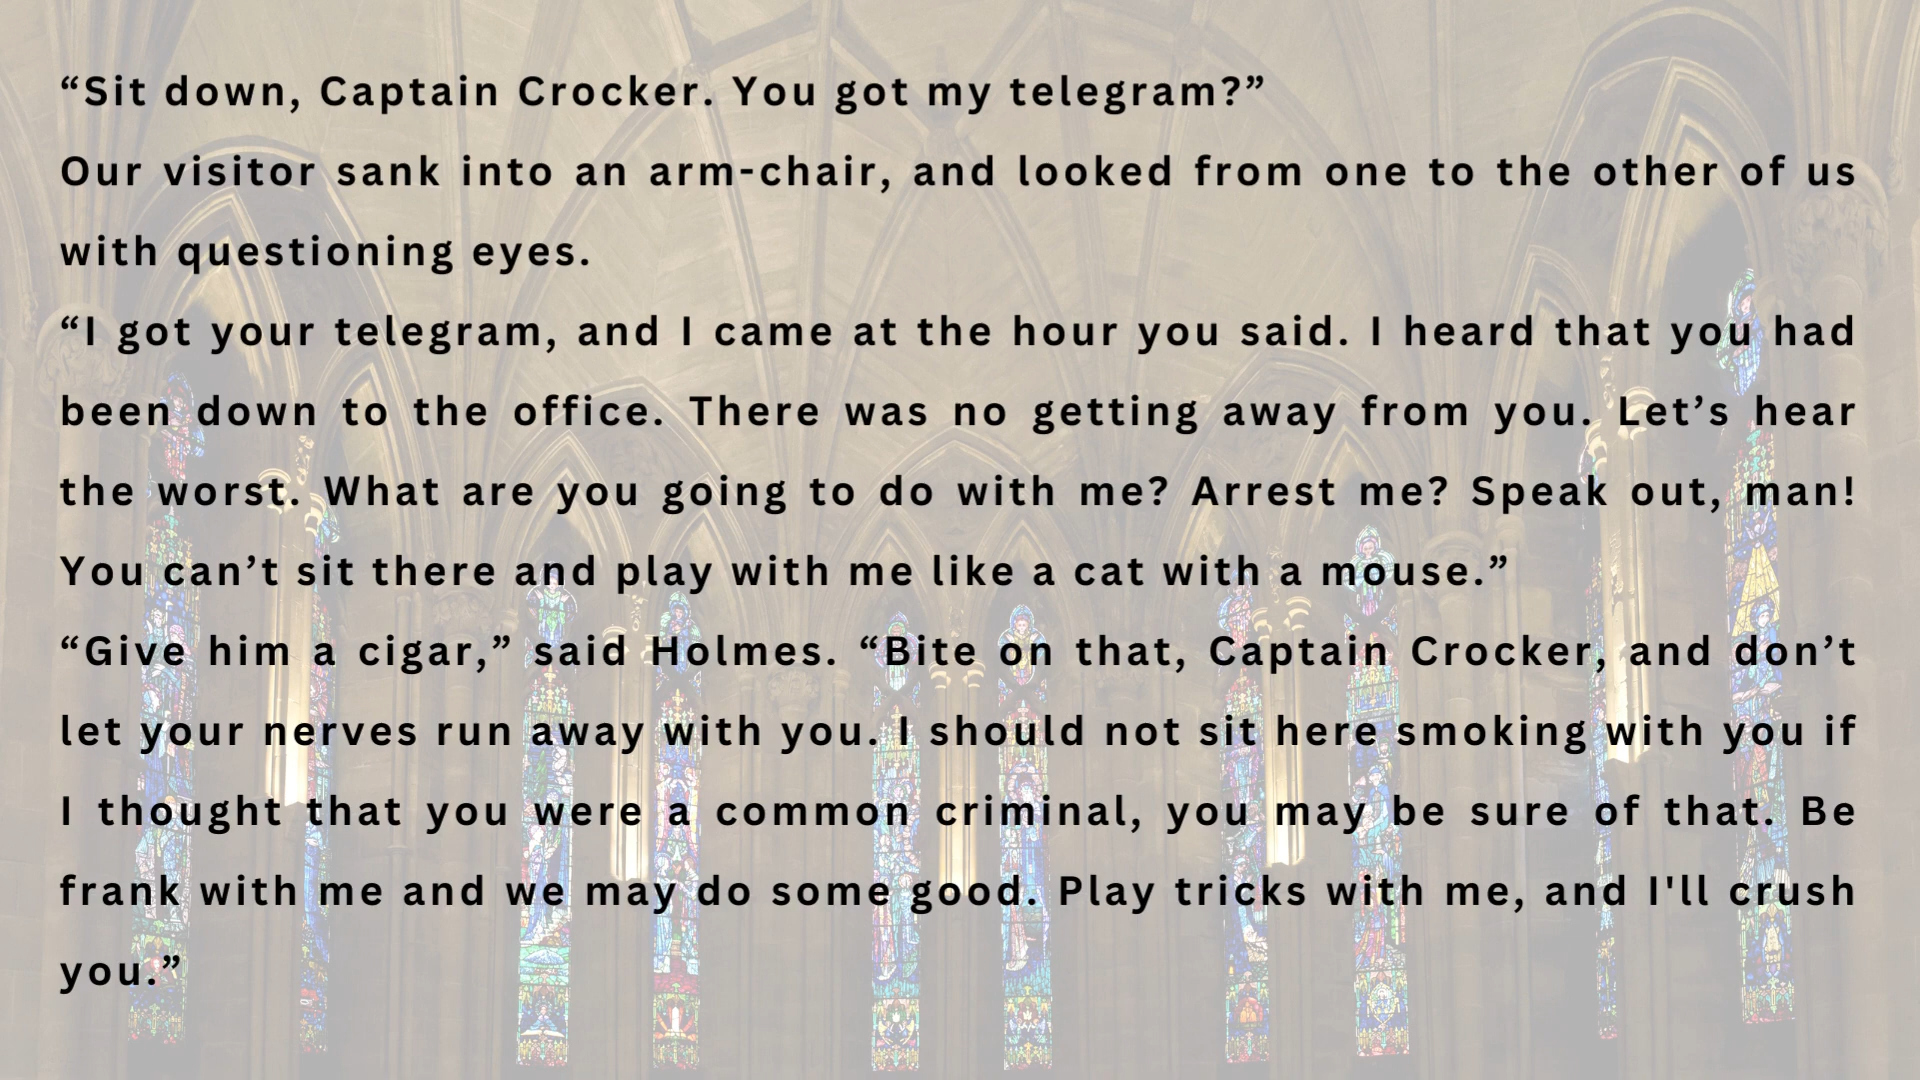 “Sit down, Captain Crocker. You got my telegram?”
Our visitor sank into an arm-chair, and looked from one to the other of us
with questioning eyes.
“I got your telegram, and I came at the hour you said. I heard that you had
been down to the office. There was no getting away from you. Let’s hear
the worst. What are you going to do with me? Arrest me? Speak out, man!
You can’t sit there and play with me like a cat with a mouse.”
“Give him a cigar,” said Holmes. “Bite on that, Captain Crocker, and don’t
let your nerves run away with you. I should not sit here smoking with you if
I thought that you were a common criminal, you may be sure of that. Be
frank with me and we may do some good. Play tricks with me, and I'll crush
you.”